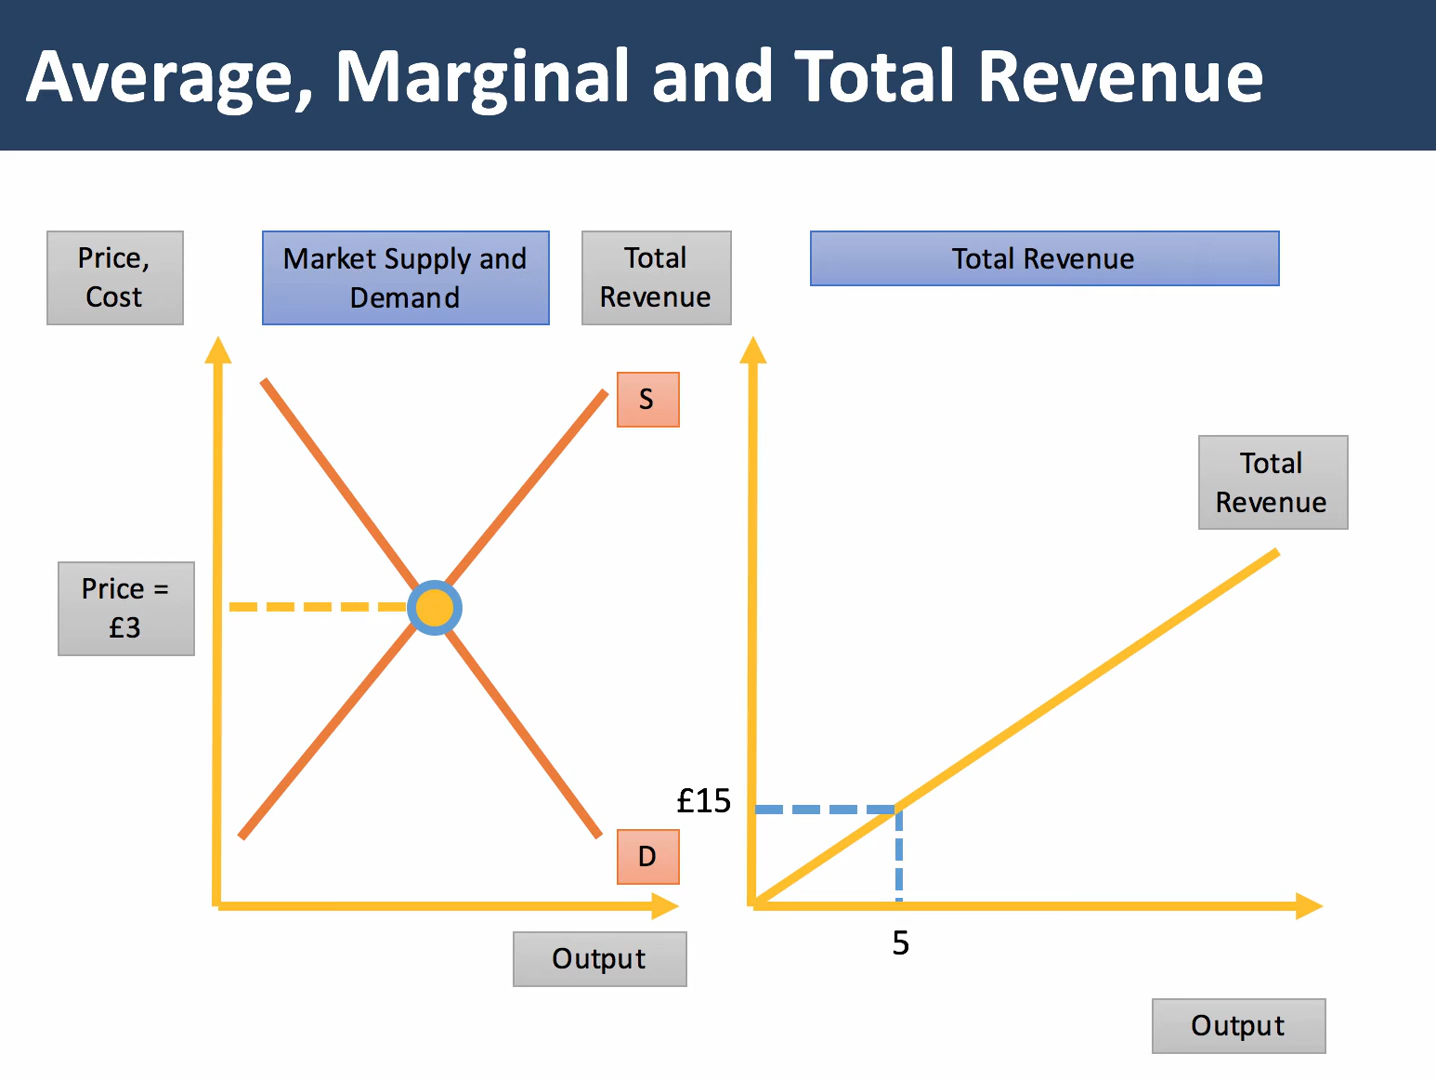 Average, Marginal and Total Revenue
Price,
Cost
Market Supply and
Demand
Total
Revenue
Total Revenue
S
Total
Revenue
Price =
£3
£15
D
5
Output
Output